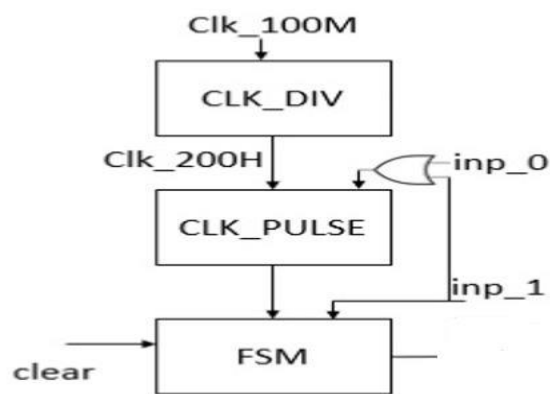 Clk_100M
CLK_DIV
Clk_200H
inp_0
CLK_PULSE
inp_1
FSM
clear